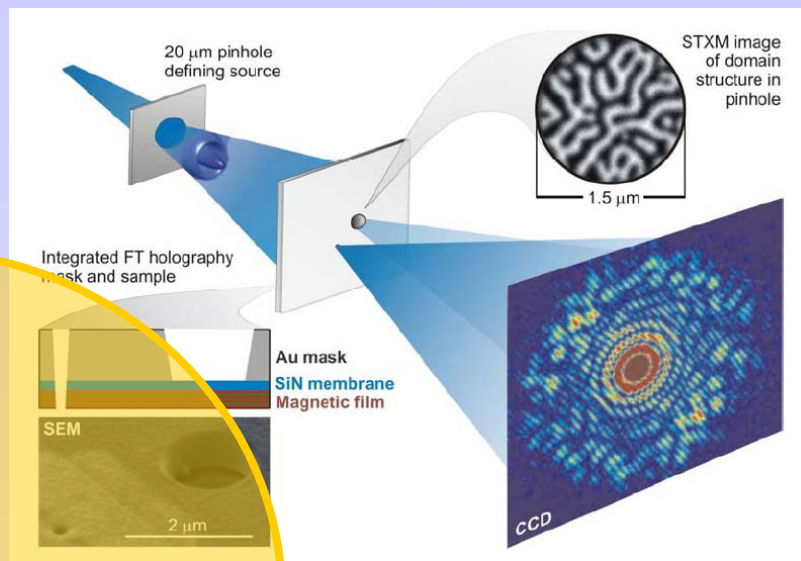 20 μm pinhole
defining source
STXM image
of domain
structure in
pinhole
1.5 μm
Integrated FT holography
mask and sample
Au mask
SiN membrane
Magnetic film
SEM
2 μm
CCD